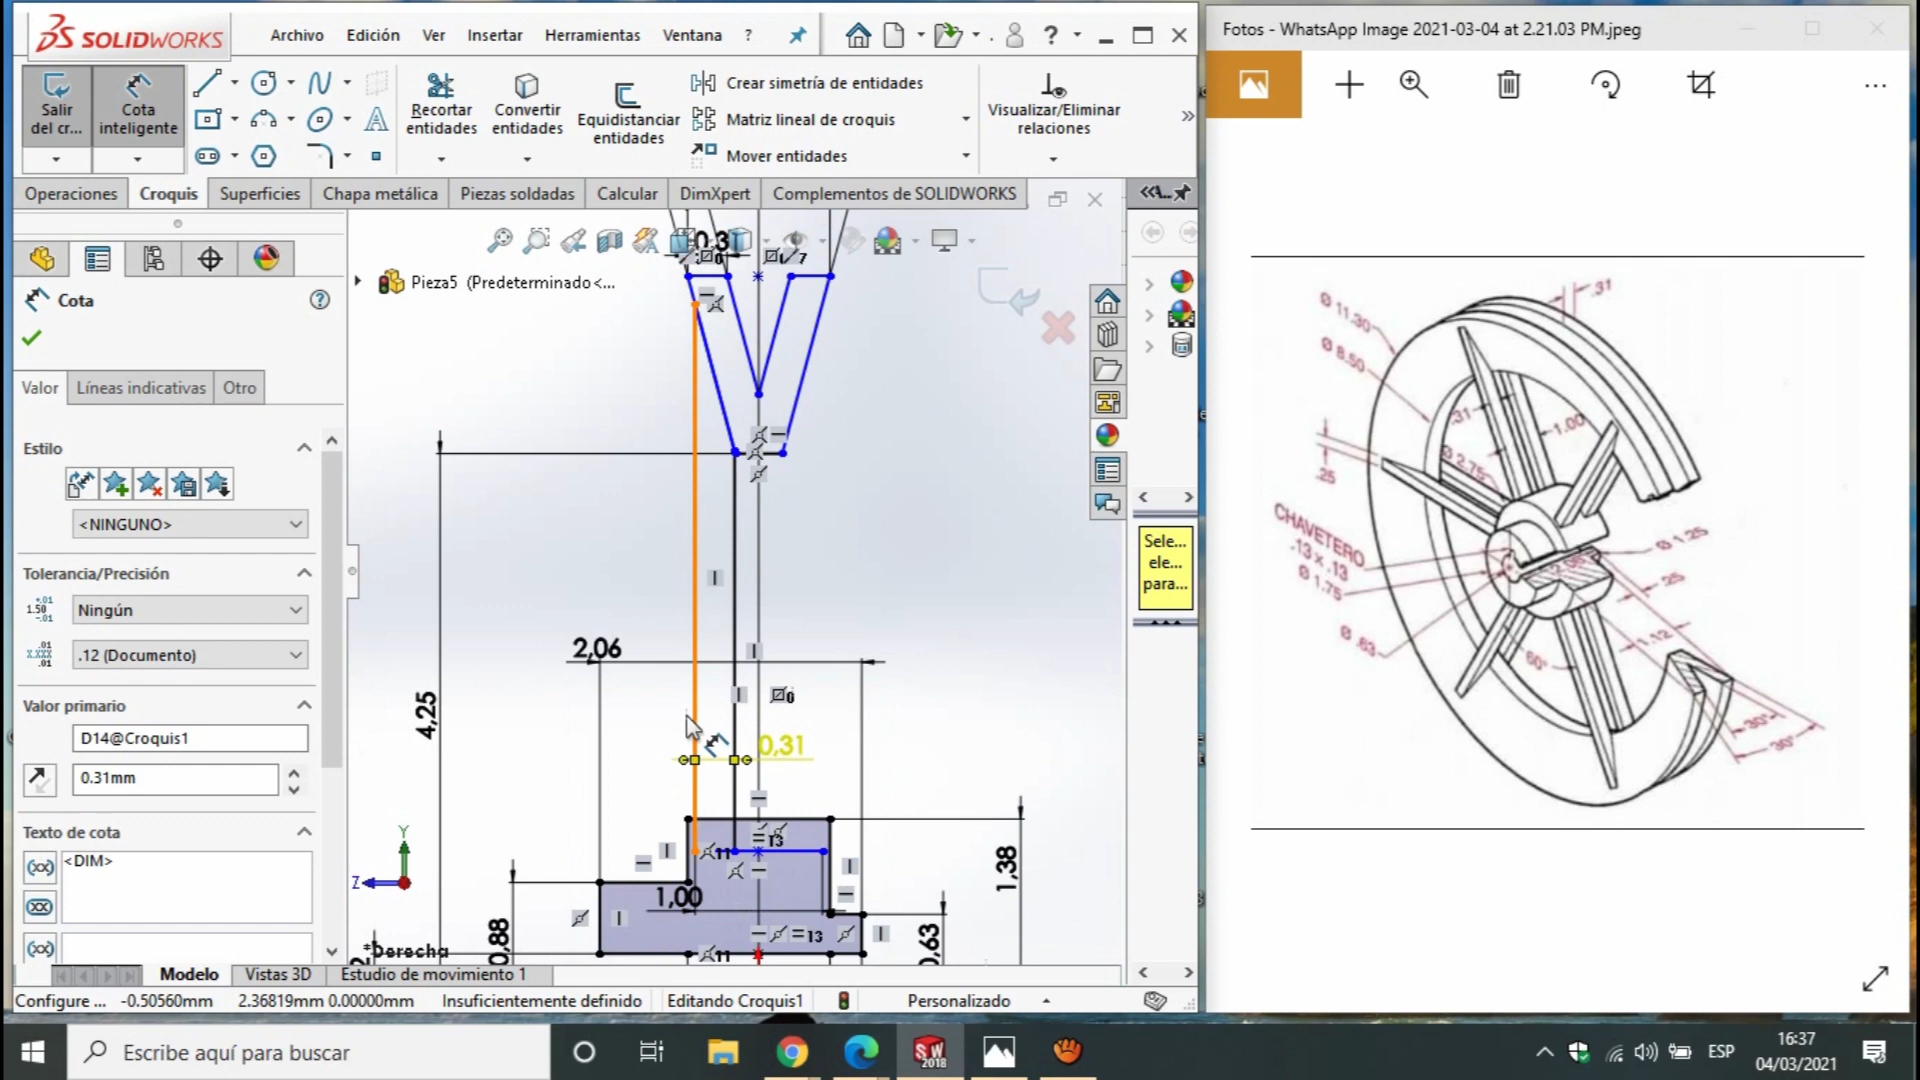 SOLIDWORKS
Archivo Edición Ver Insertar Herramientas Ventana ?
Salir del cr...
Cota inteligente
Recortar entidades
Convertir entidades
Equidistanciar entidades
Crear simetría de entidades
Matriz lineal de croquis
Mover entidades
Visualizar/Eliminar relaciones
Operaciones Croquis Superficies Chapa metálica Piezas soldadas Calcular DimXpert Complementos de SOLIDWORKS
Pieza5 (Predeterminado<...
Cota
Valor Líneas indicativas Otro
Estilo
<NINGUNO>
Tolerancia/Precisión
Ningún
.12 (Documento)
Valor primario
D14@Croquis1
0.31mm
Texto de cota
<DIM>
4,25
2,06
0,31
1,38
1,00
0,88
0,63
Y
Z
*Derecha
Sele...
ele...
para...
Modelo Vistas 3D Estudio de movimiento 1
Configure ... -0.50560mm 2.36819mm 0.00000mm Insuficientemente definido Editando Croquis1 Personalizado
Fotos - WhatsApp Image 2021-03-04 at 2.21.03 PM.jpeg
Ø 11.30
.31
Ø 8.50
.31
1.00
Ø 2.75
.25
CHAVETERO
.13 x .13
Ø 1.75
Ø 1.25
2.06
.25
Ø .63
1.12
60°
30°
30°
Escribe aquí para buscar
SW 2018
ESP
16:37
04/03/2021